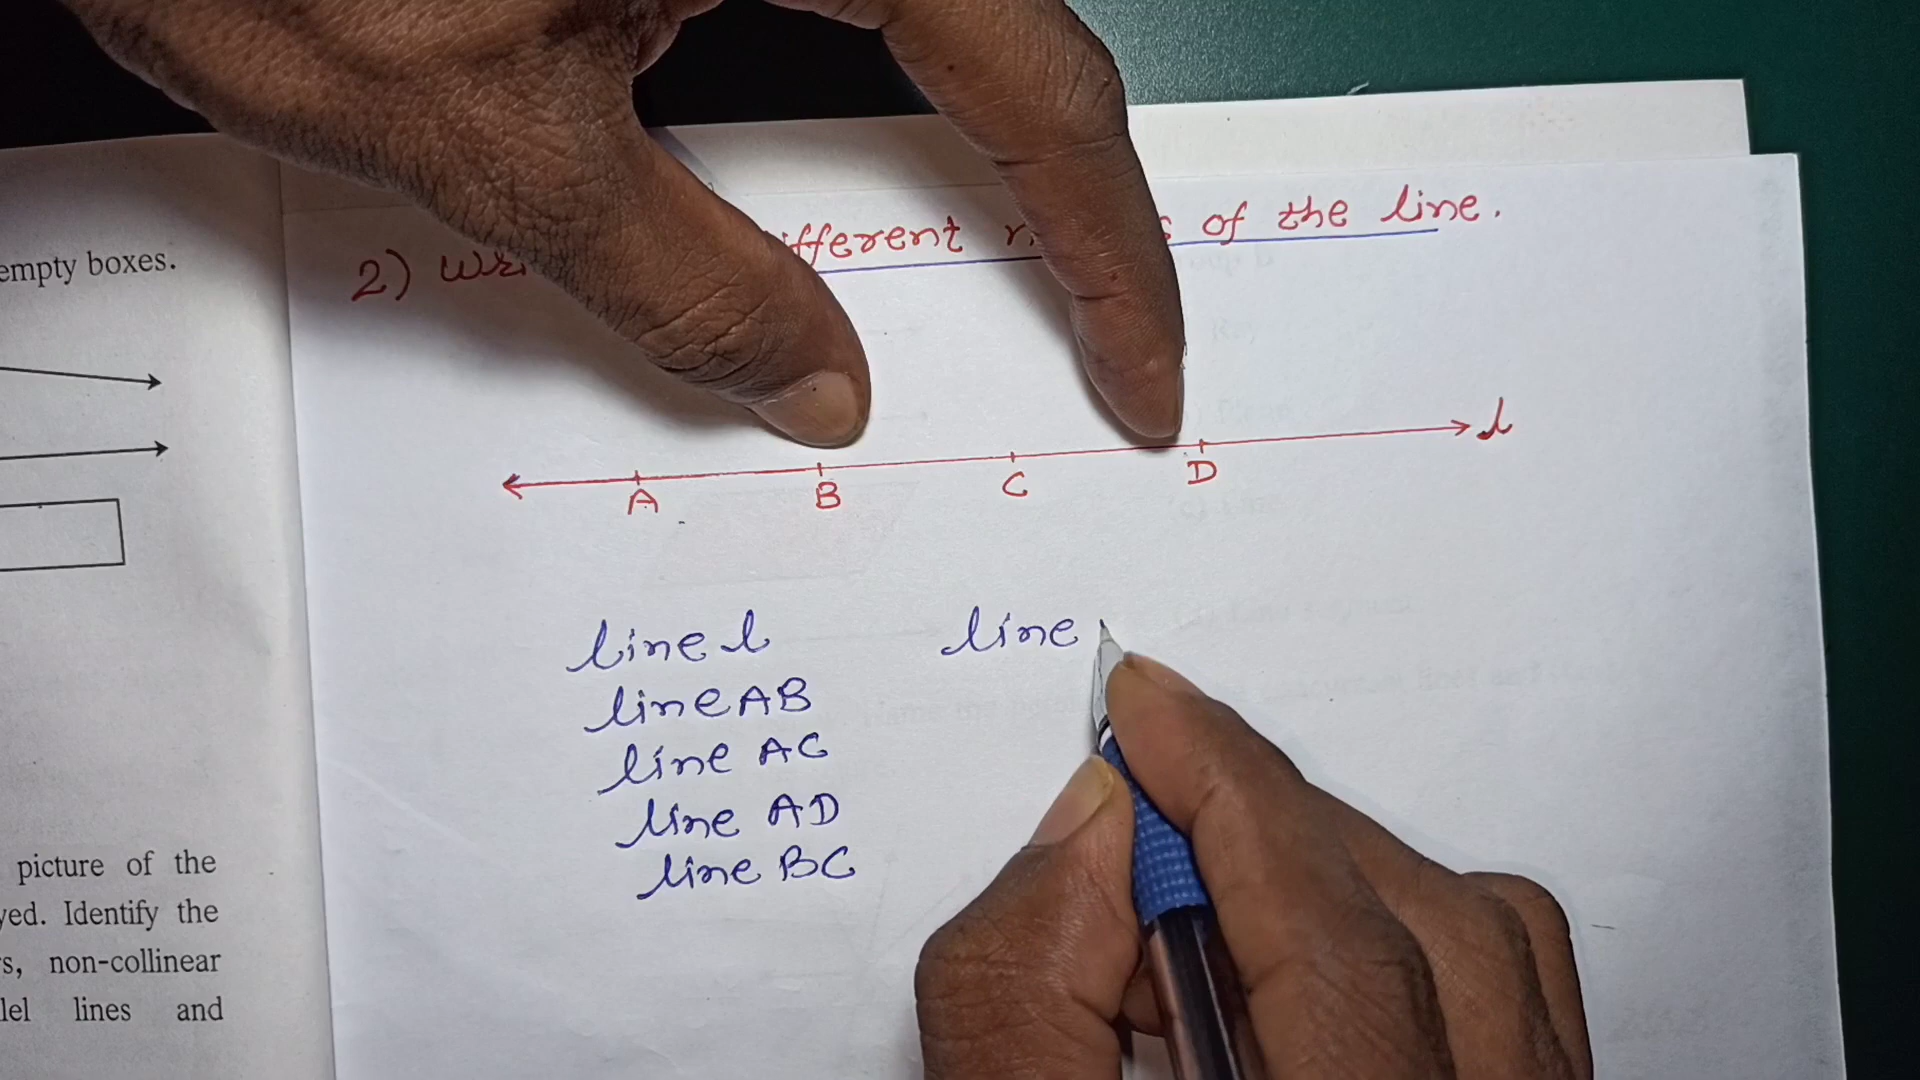 empty boxes.
2) Wri ifferent n s of the line.
l
A B C D
line l
line AB
line AC
line AD
line BC
line
picture of the
yed. Identify the
s, non-collinear
lel lines and